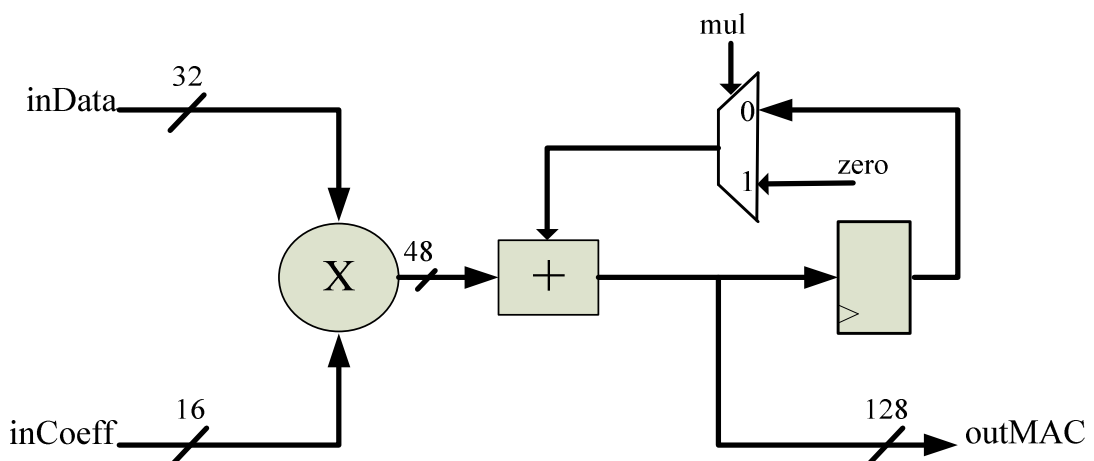 mul
32
inData
0
zero
1
48
X
+
>
16
128
inCoeff
outMAC